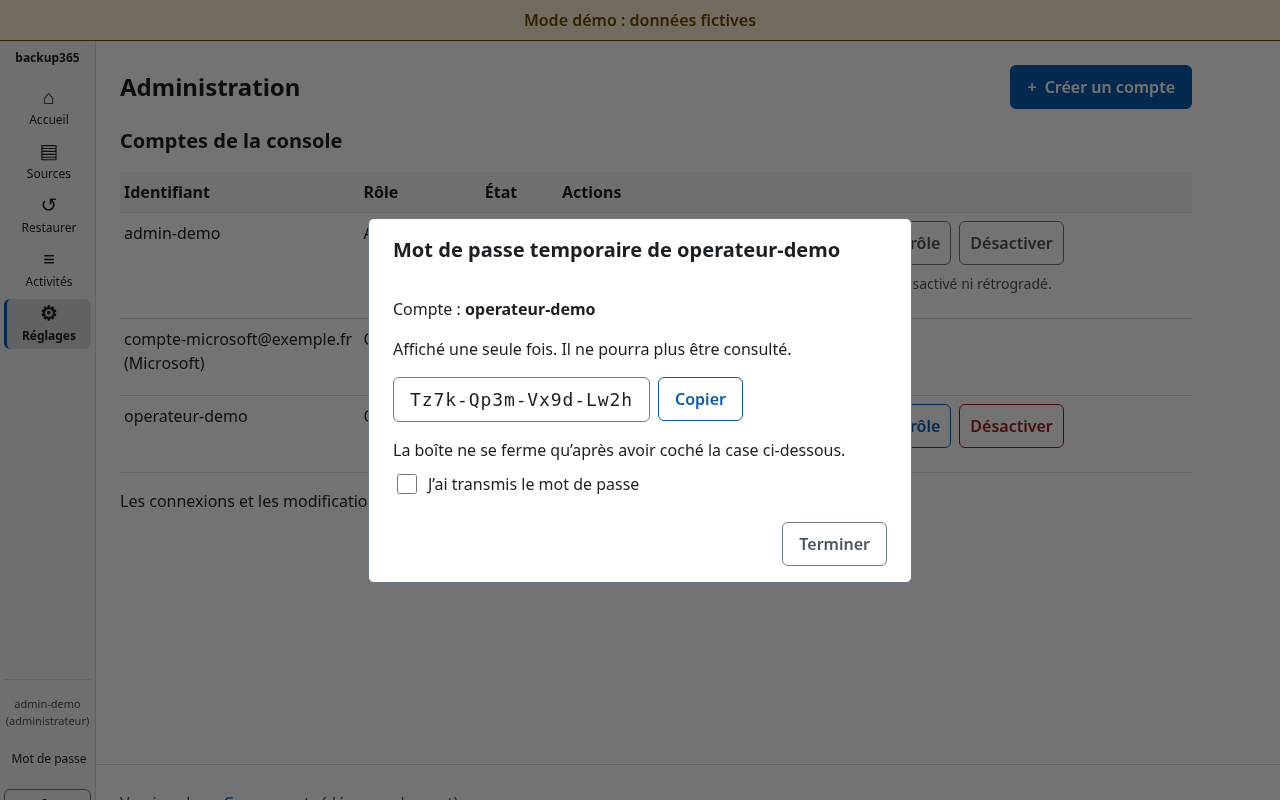 Mode démo : données fictives
backup365
Accueil
Sources
Restaurer
Activités
Réglages
admin-demo
(administrateur)
Mot de passe
Administration
+ Créer un compte
Comptes de la console
Identifiant Rôle État Actions
admin-demo
rôle Désactiver
ni rétrogradé.
compte-microsoft@exemple.fr
(Microsoft)
operateur-demo
rôle Désactiver
Les connexions et les
Mot de passe temporaire de operateur-demo
Compte : operateur-demo
Affiché une seule fois. Il ne pourra plus être consulté.
Tz7k-Qp3m-Vx9d-Lw2h Copier
La boîte ne se ferme qu’après avoir coché la case ci-dessous.
J’ai transmis le mot de passe
Terminer